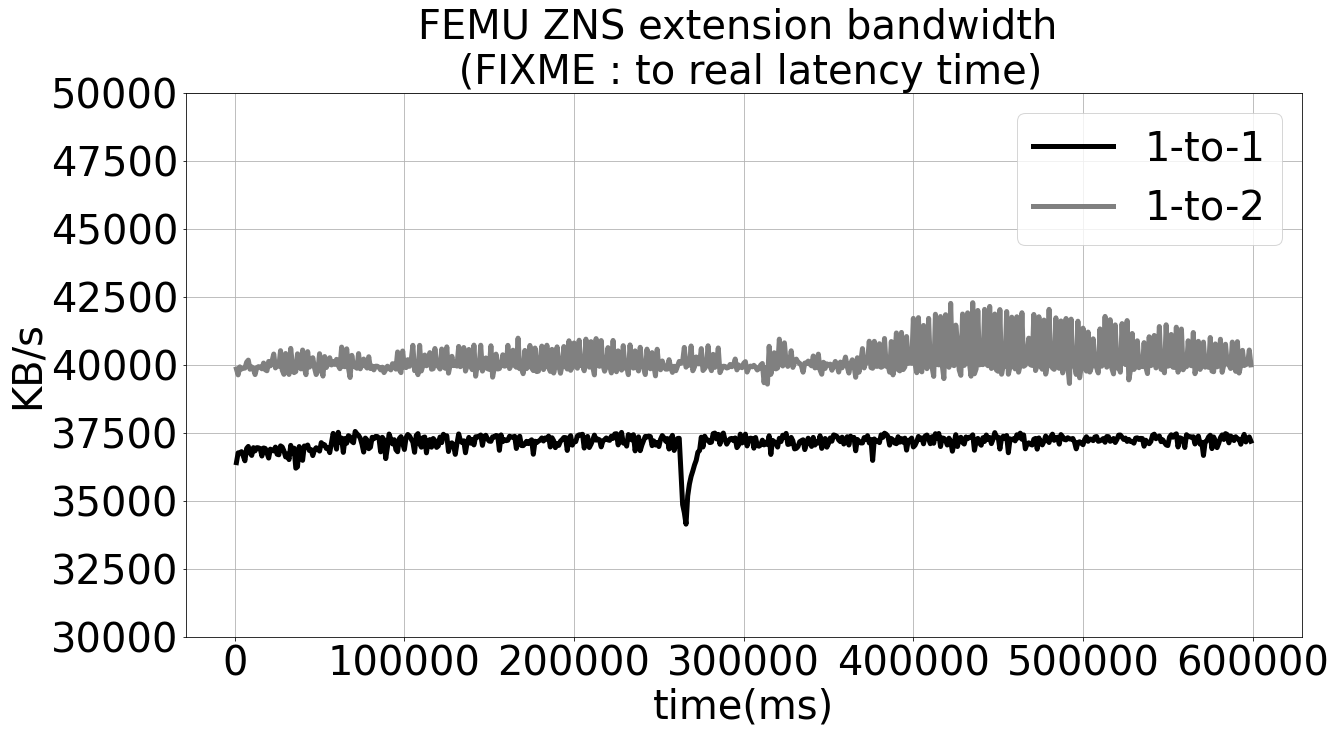 FEMU ZNS extension bandwidth
(FIXME : to real latency time)
50000
47500
45000
42500
40000
37500
35000
32500
30000
KB/s
1-to-1
1-to-2
0 100000 200000 300000 400000 500000 600000
time(ms)